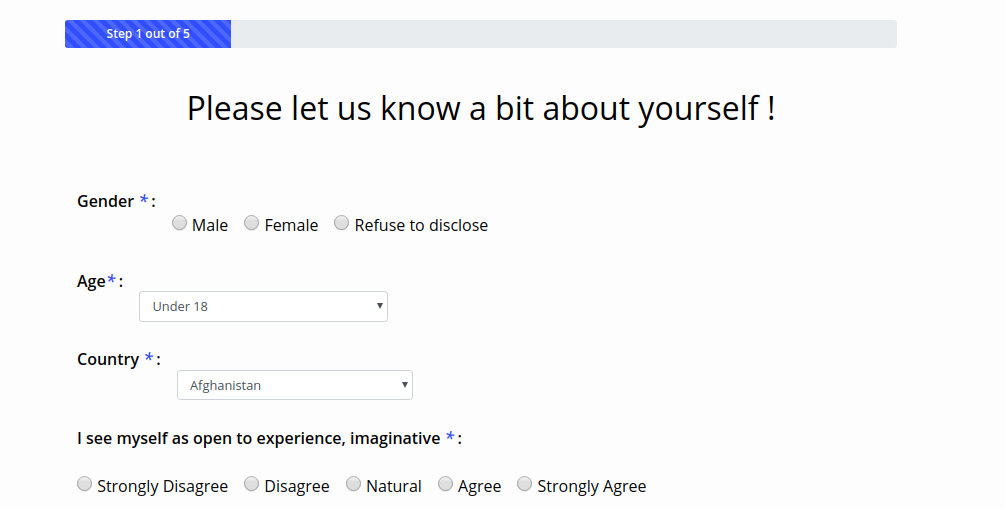 Step 1 out of 5
Please let us know a bit about yourself !
Gender * :
Male Female Refuse to disclose
Age* :
Under 18
Country * :
Afghanistan
I see myself as open to experience, imaginative * :
Strongly Disagree Disagree Natural Agree Strongly Agree